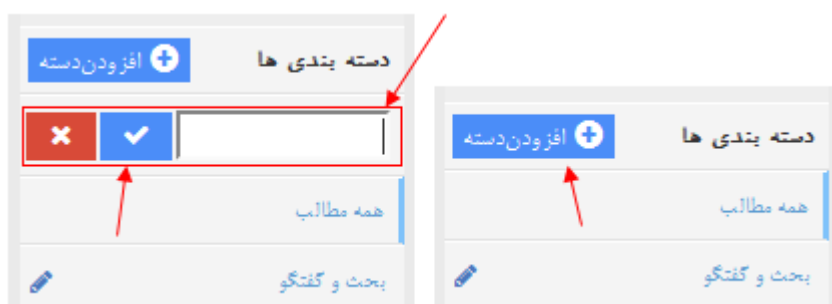 دسته بندی ها افزودن‌دسته
همه مطالب
بحث و گفتگو
دسته بندی ها افزودن‌دسته
همه مطالب
بحث و گفتگو